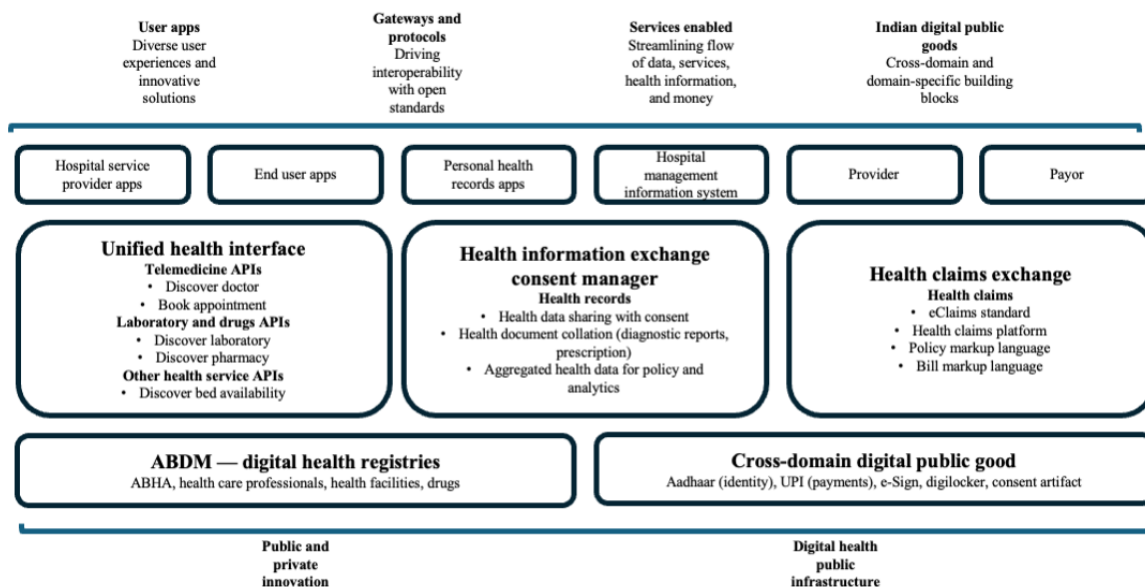 User apps
Diverse user
experiences and
innovative
solutions
Gateways and
protocols
Driving
interoperability
with open
standards
Services enabled
Streamlining flow
of data, services,
health information,
and money
Indian digital public
goods
Cross-domain and
domain-specific building
blocks
Hospital service
provider apps
End user apps
Personal health
records apps
Hospital
management
information system
Provider
Payor
Unified health interface
Telemedicine APIs
• Discover doctor
• Book appointment
Laboratory and drugs APIs
• Discover laboratory
• Discover pharmacy
Other health service APIs
• Discover bed availability
Health information exchange
consent manager
Health records
• Health data sharing with consent
• Health document collation (diagnostic reports,
prescription)
• Aggregated health data for policy and
analytics
Health claims exchange
Health claims
• eClaims standard
• Health claims platform
• Policy markup language
• Bill markup language
ABDM — digital health registries
ABHA, health care professionals, health facilities, drugs
Cross-domain digital public good
Aadhaar (identity), UPI (payments), e-Sign, digilocker, consent artifact
Public and
private
innovation
Digital health
public
infrastructure